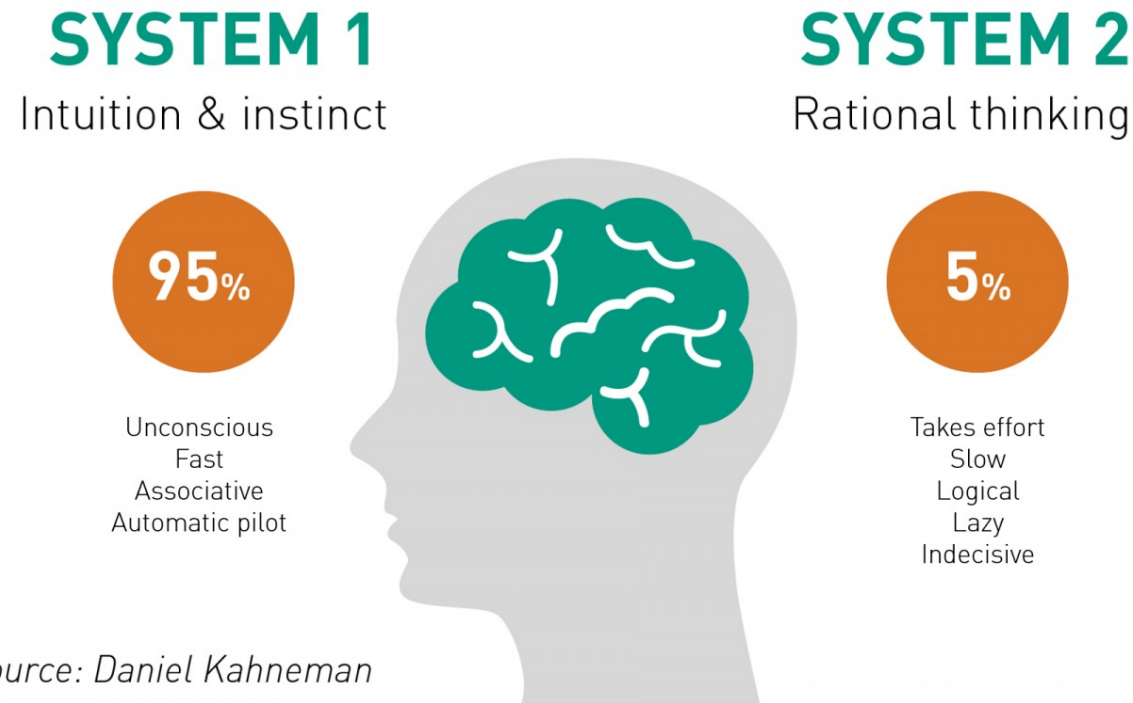 SYSTEM 1
Intuition & instinct
95%
Unconscious
Fast
Associative
Automatic pilot
SYSTEM 2
Rational thinking
5%
Takes effort
Slow
Logical
Lazy
Indecisive
ource: Daniel Kahneman